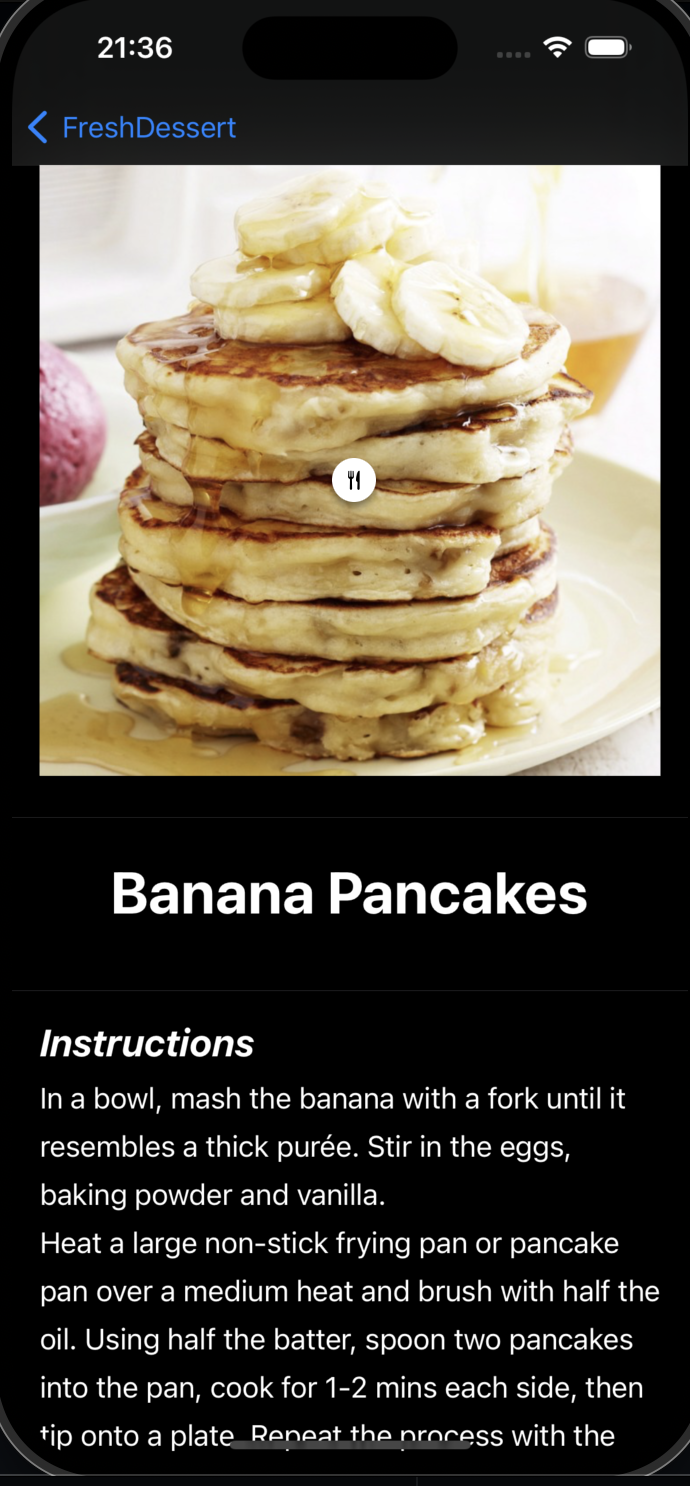 21:36
FreshDessert
Banana Pancakes
Instructions
In a bowl, mash the banana with a fork until it
resembles a thick purée. Stir in the eggs,
baking powder and vanilla.
Heat a large non-stick frying pan or pancake
pan over a medium heat and brush with half the
oil. Using half the batter, spoon two pancakes
into the pan, cook for 1-2 mins each side, then
tip onto a plate. Repeat the process with the